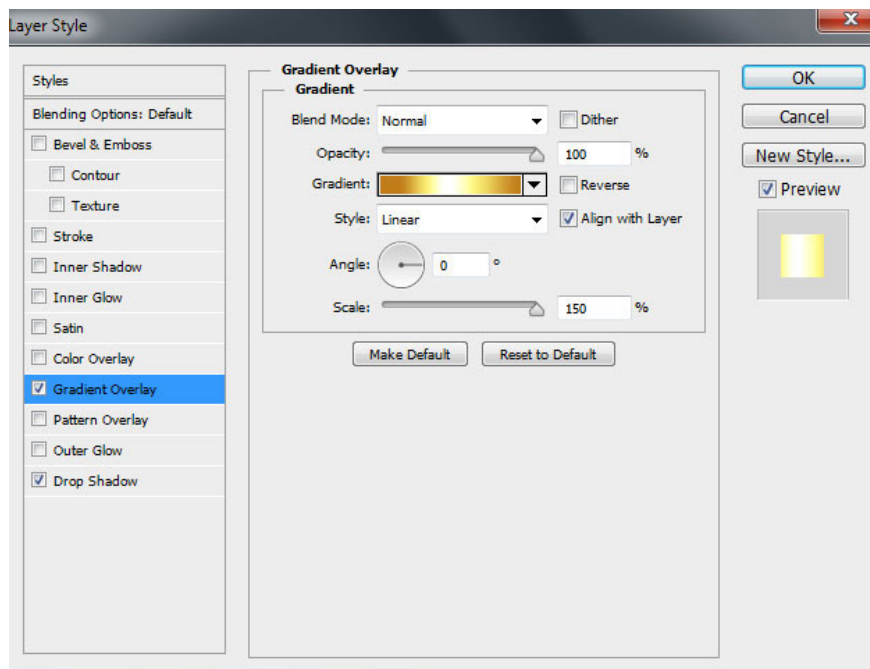 Layer Style
Styles
Blending Options: Default
Bevel & Emboss
Contour
Texture
Stroke
Inner Shadow
Inner Glow
Satin
Color Overlay
Gradient Overlay
Pattern Overlay
Outer Glow
Drop Shadow
Gradient Overlay
Gradient
Blend Mode: Normal Dither
Opacity: 100 %
Gradient: Reverse
Style: Linear Align with Layer
Angle: 0 °
Scale: 150 %
Make Default Reset to Default
OK
Cancel
New Style...
Preview